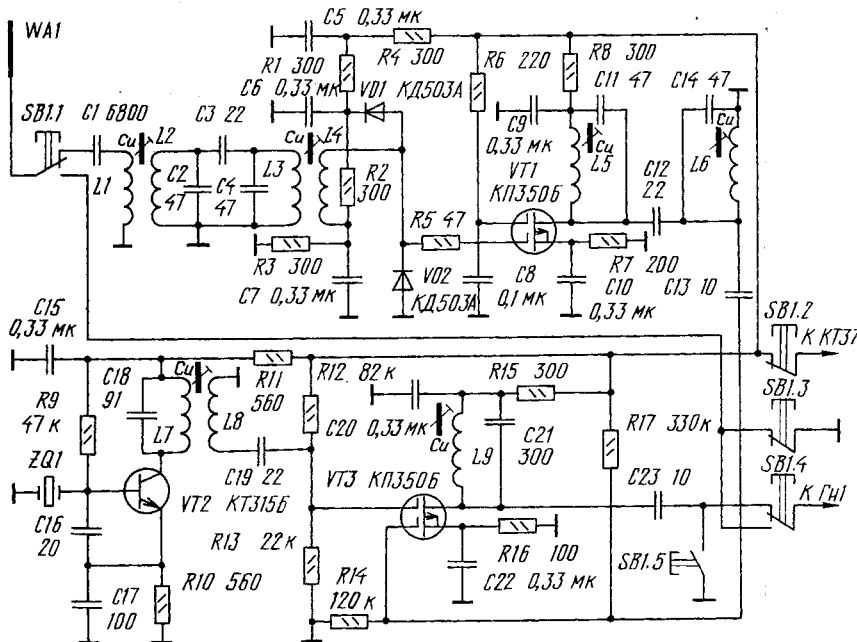 WA1
C5 0,33 мк
R4 300
R6 220
R8 300
C14 47
R1 300
C6 0,33 мк
VD1 КД503А
C11 47
SB1.1
C1 6800
Cu L2
C3 22
Cu L4
C9 0,33 мк
Cu L5
Cu L6
L1
C2 47
C4 47
L3
R2 300
VT1 КП350Б
C12 22
R5 47
R3 300
R7 200
C7 0,33 мк
VD2 КД503А
C8 0,1 мк
C10 0,33 мк
C13 10
SB1.2
К КТ37
C15 0,33 мк
Cu
R12 82 к
R15 300
R9 47 к
C18 91
R11 560
SB1.3
L7
L8
C20 0,33 мк
Cu L9
C21 300
R17 330 к
SB1.4
К Гн1
ZQ1
C19 22
VT3 КП350Б
C23 10
VT2 КТ315Б
C16 20
R13 22 к
R16 100
C22 0,33 мк
SB1.5
C17 100
R10 560
R14 120 к